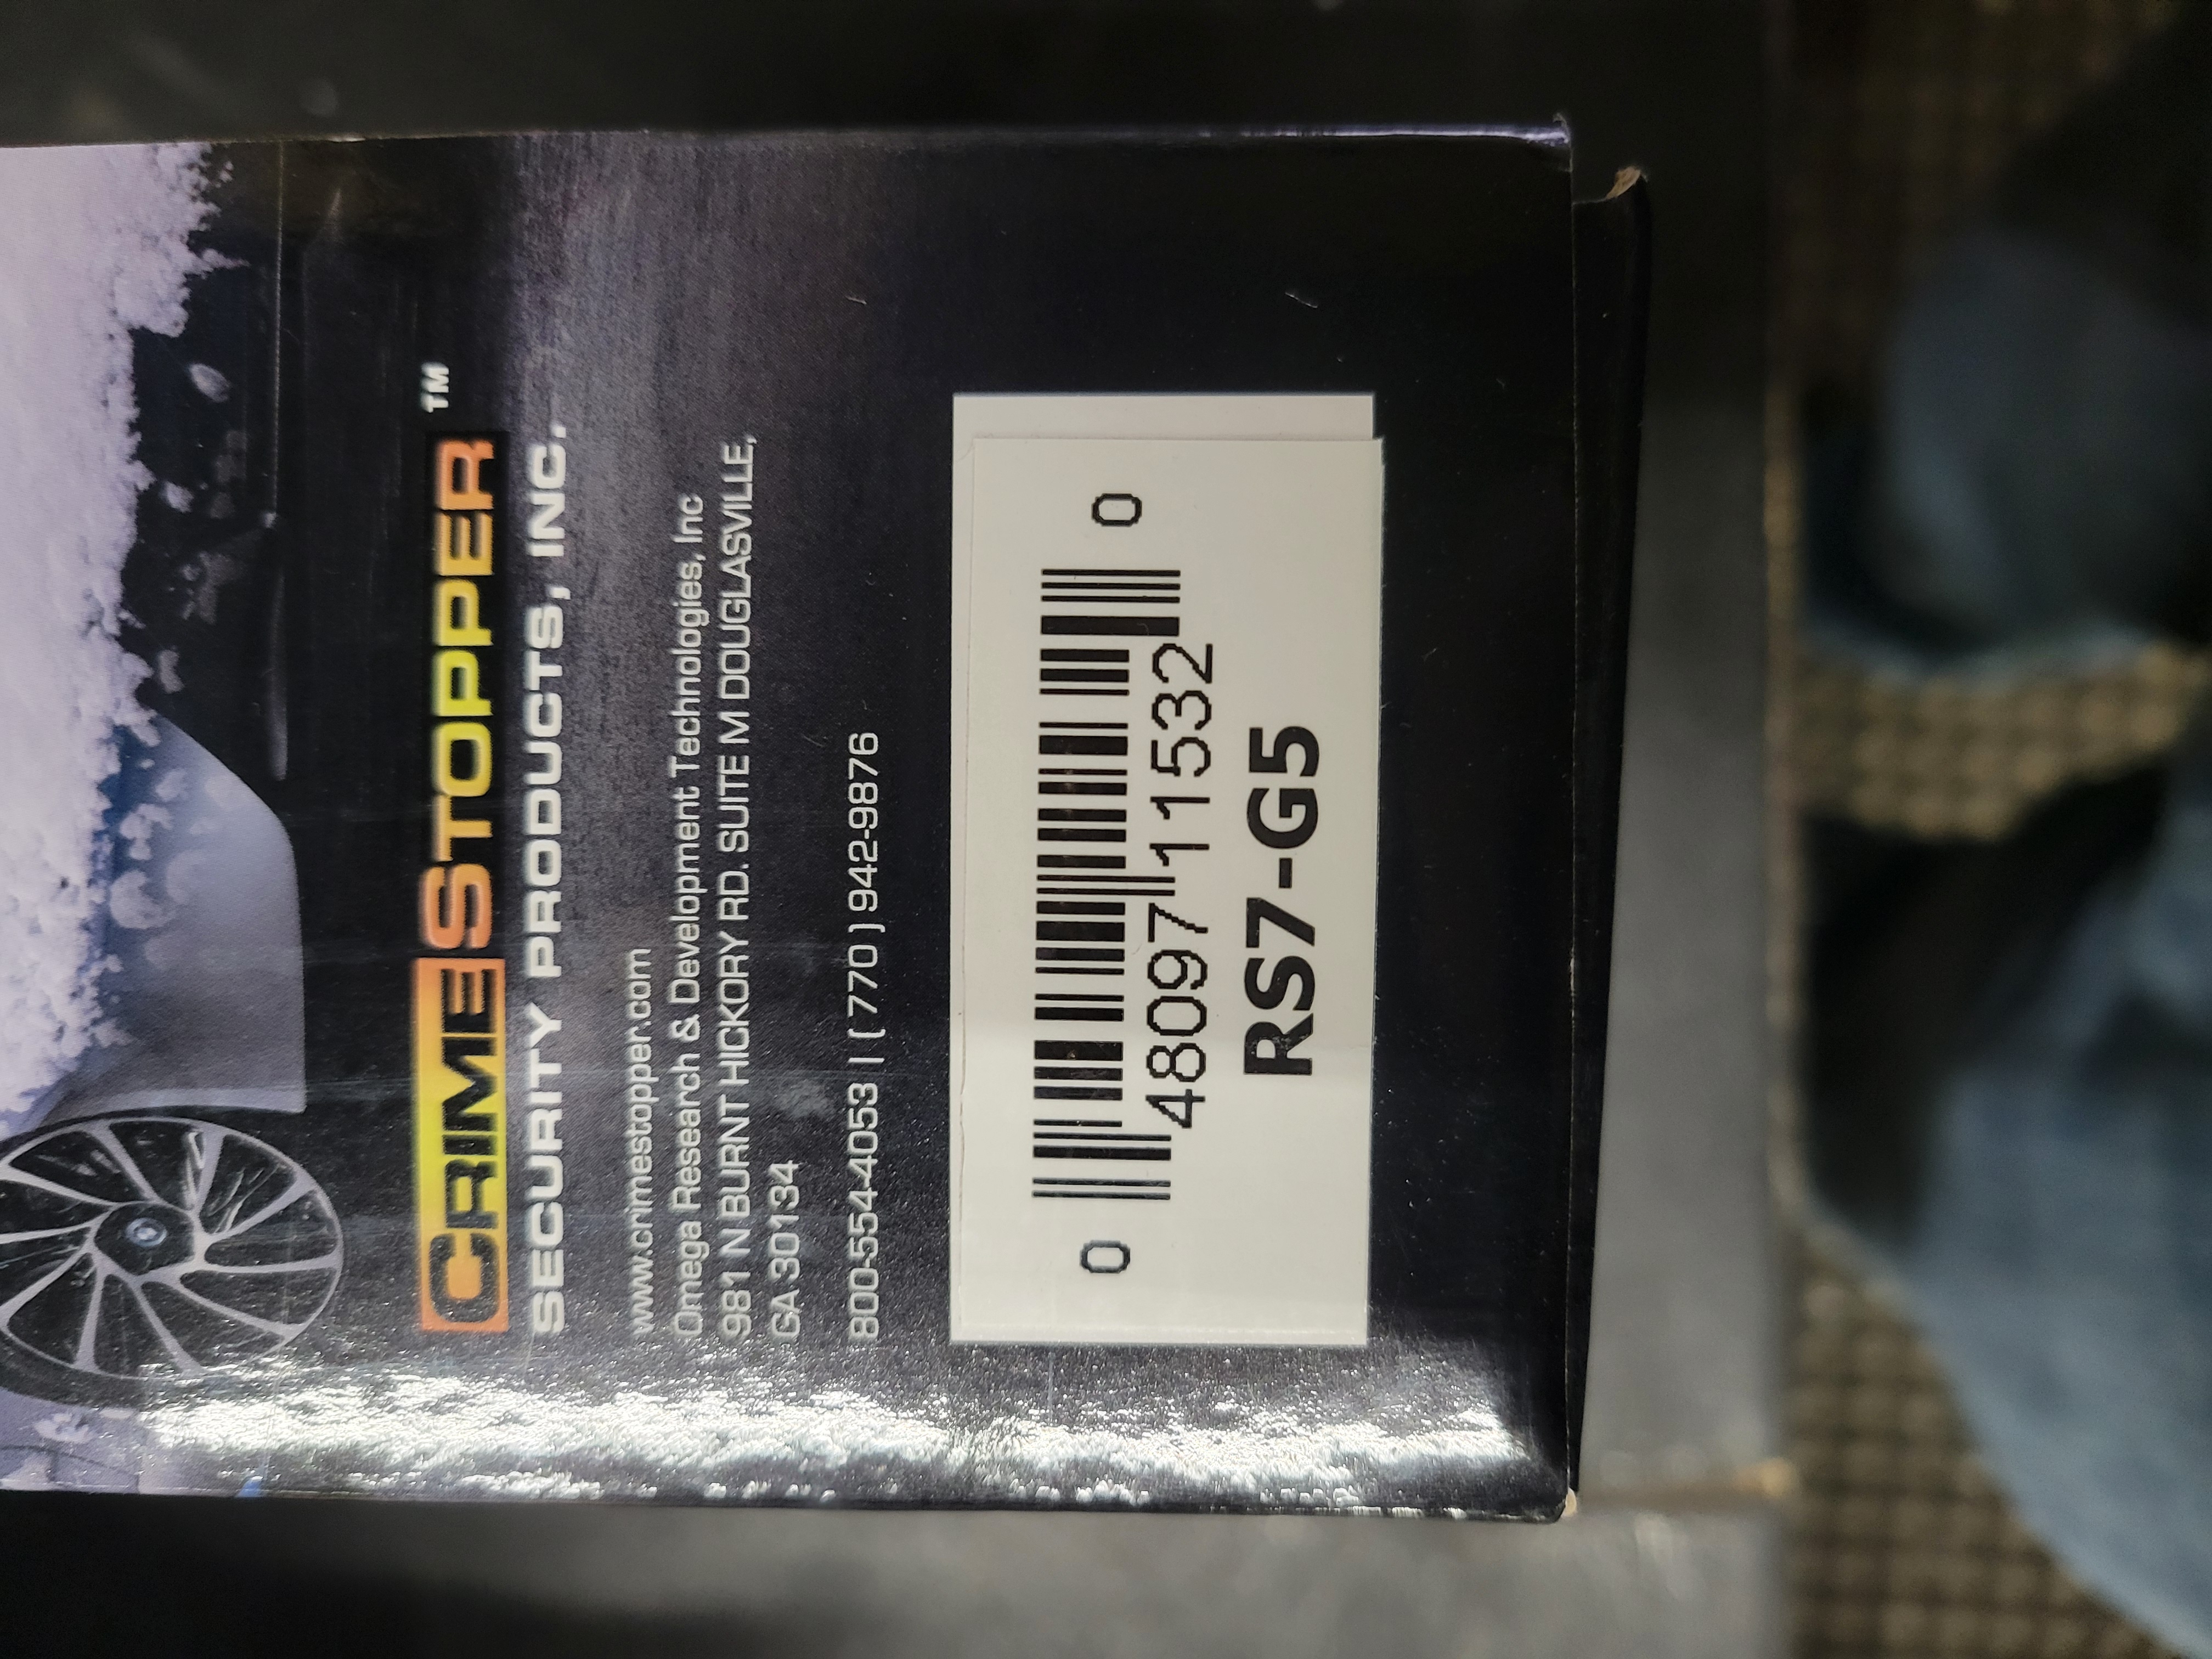 CRIMESTOPPER™
SECURITY PRODUCTS, INC.
www.crimestopper.com
Omega Research & Development Technologies, Inc
981 N BURNT HICKORY RD. SUITE M DOUGLASVILLE,
GA 30134
800-554-4053 | ( 770 ) 942-9876
0 48097 11532 0
RS7-G5